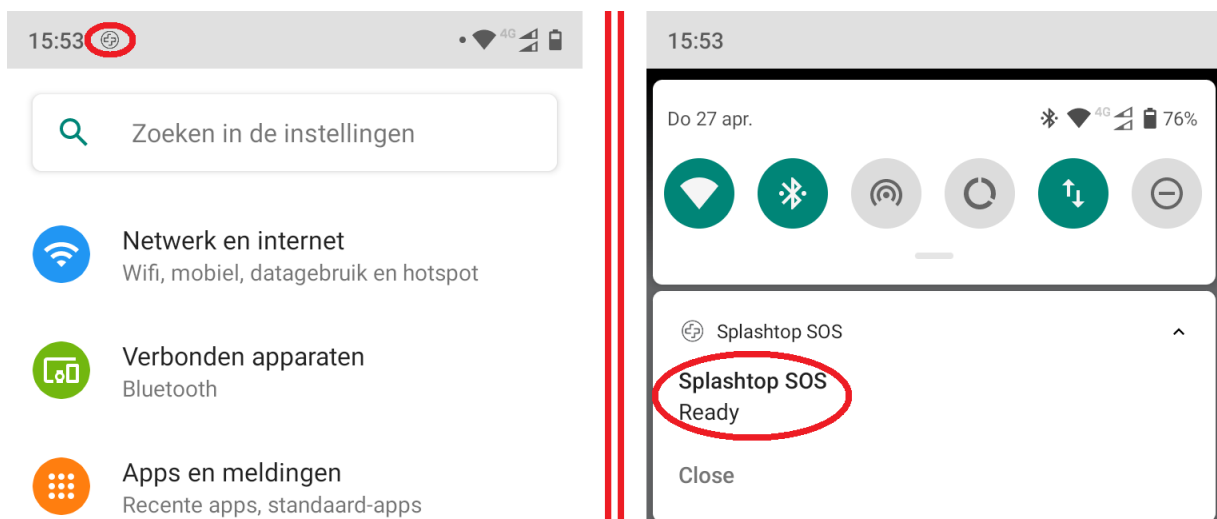 15:53
4G
Zoeken in de instellingen
Netwerk en internet
Wifi, mobiel, datagebruik en hotspot
Verbonden apparaten
Bluetooth
Apps en meldingen
Recente apps, standaard-apps
15:53
Do 27 apr.
4G
76%
Splashtop SOS
Splashtop SOS
Ready
Close